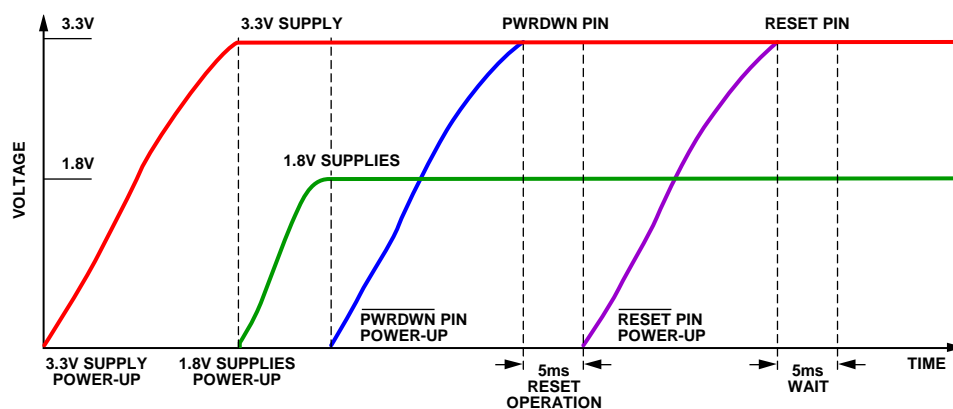 3.3V
3.3V SUPPLY
PWRDWN PIN
RESET PIN
VOLTAGE
1.8V
1.8V SUPPLIES
PWRDWN PIN
POWER-UP
RESET PIN
POWER-UP
3.3V SUPPLY
POWER-UP
1.8V SUPPLIES
POWER-UP
5ms
RESET
OPERATION
5ms
WAIT
TIME